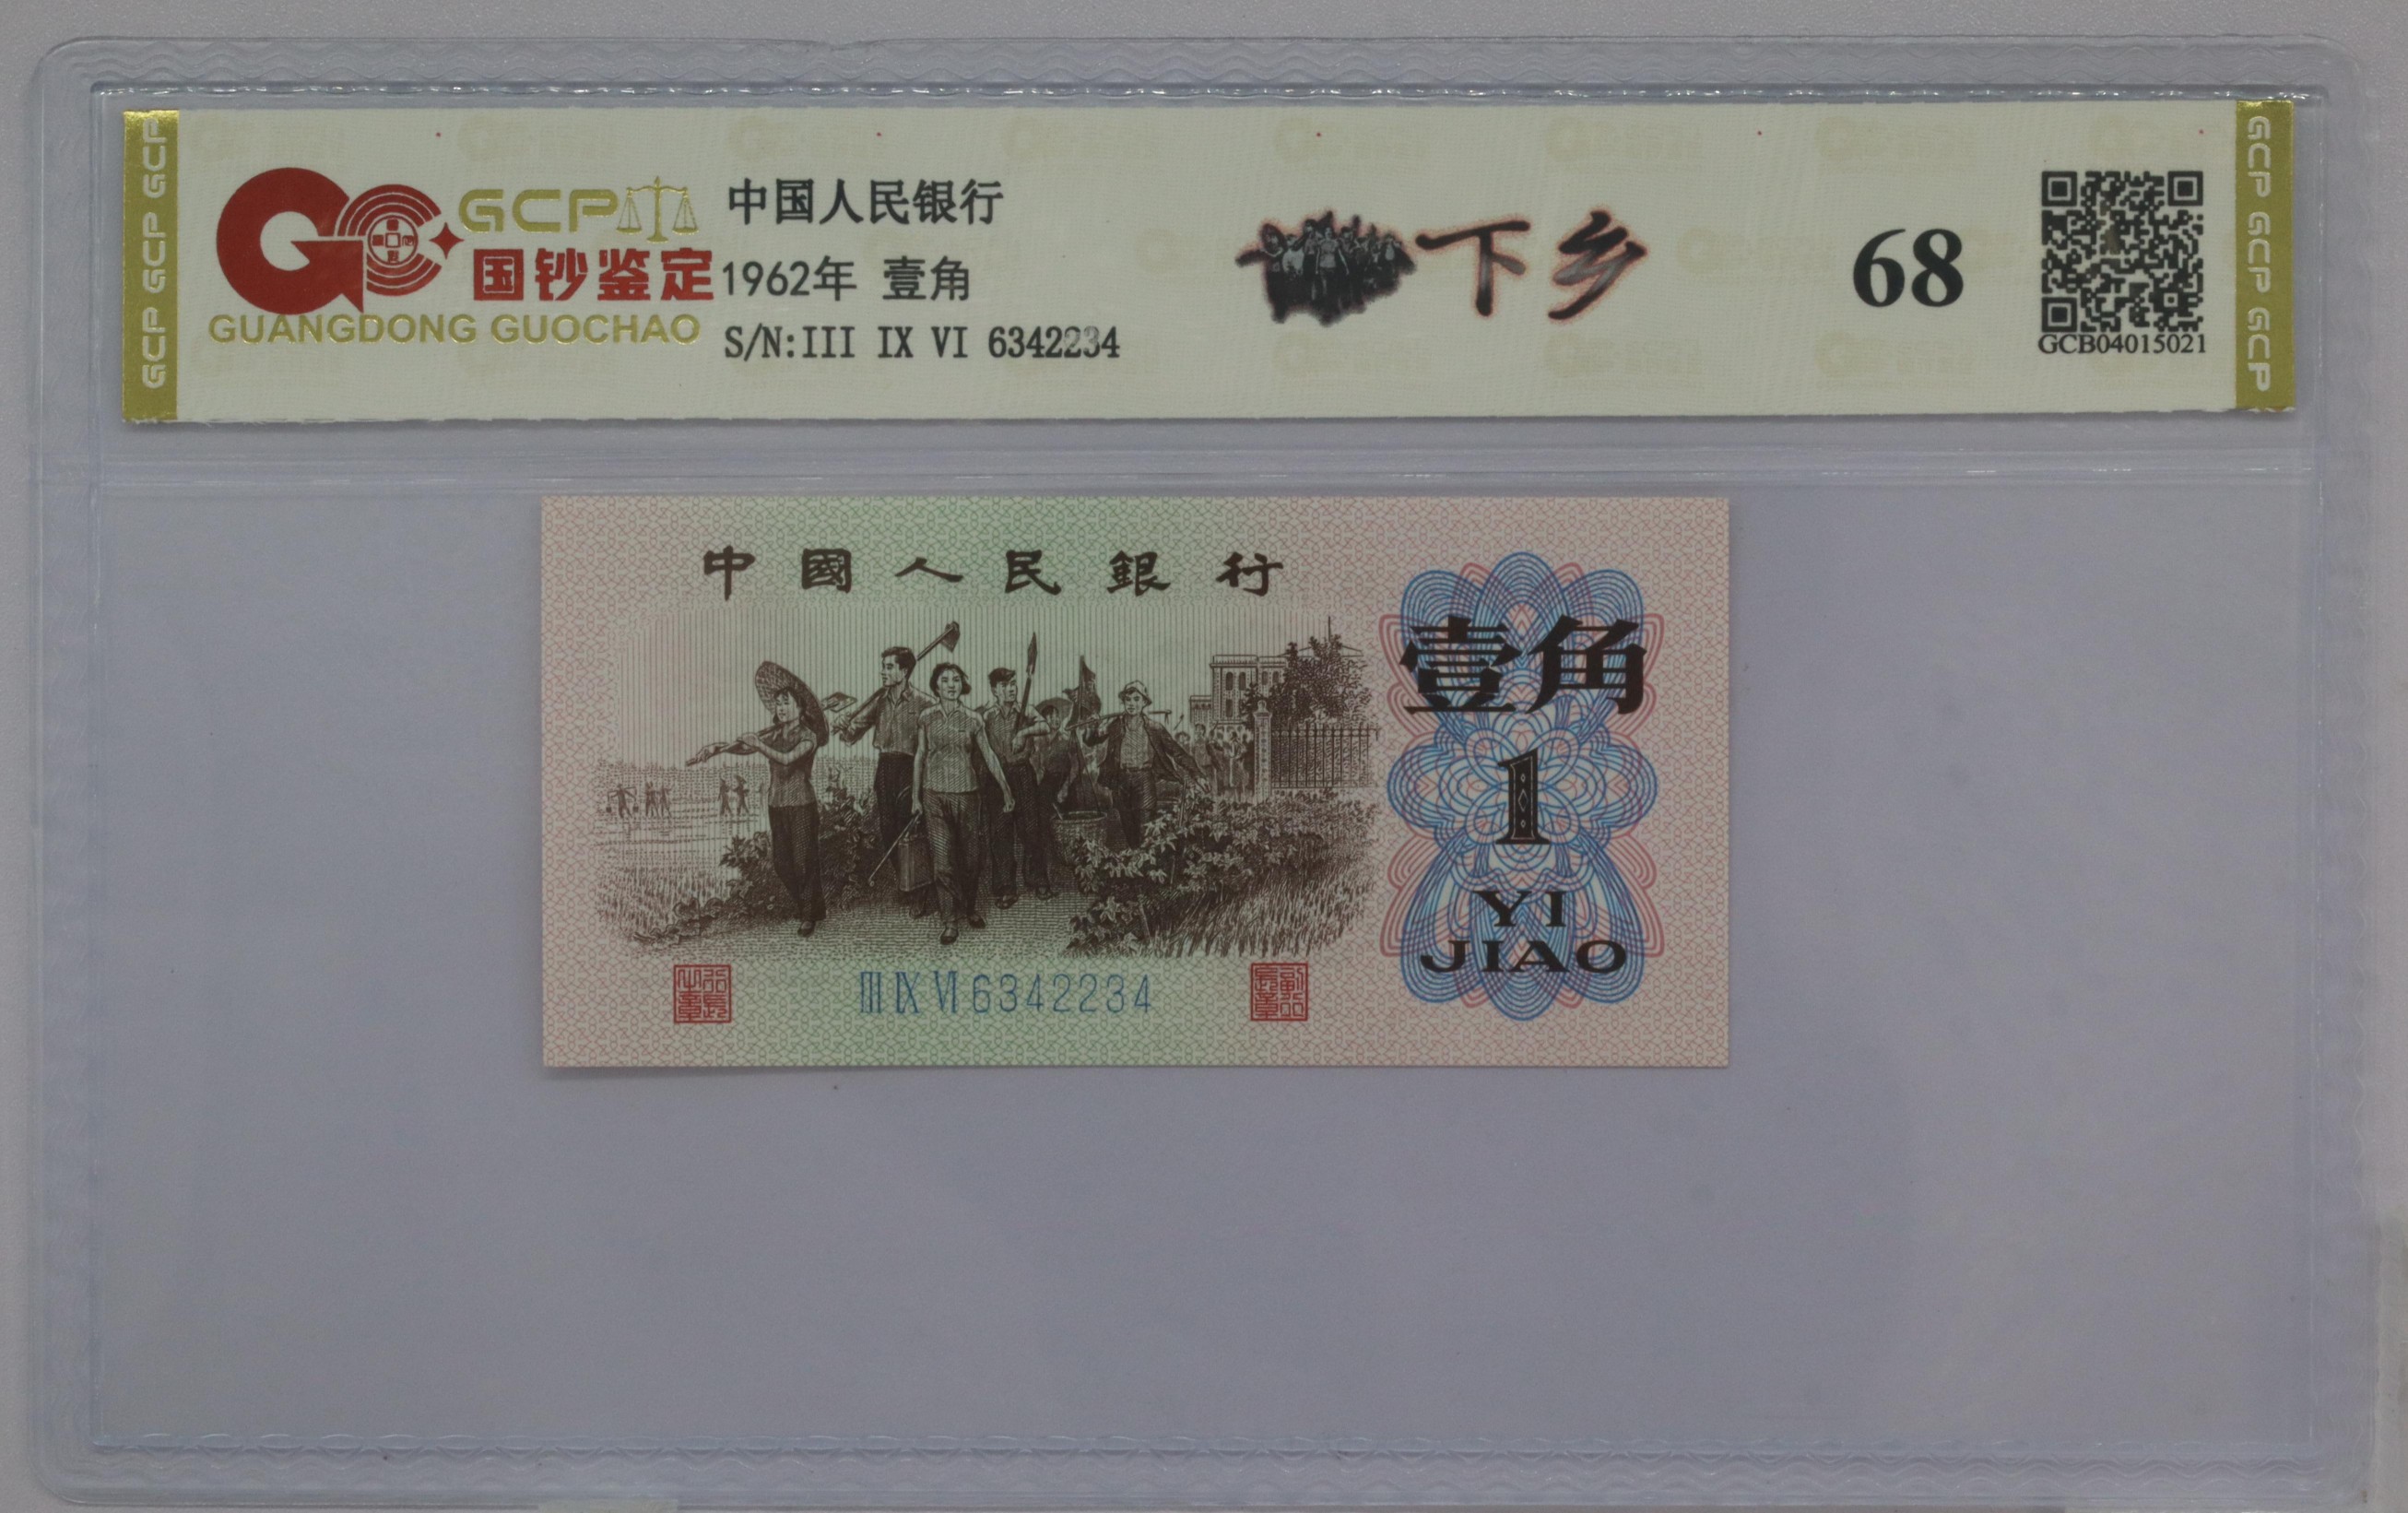 GCP GCP GCP
GCP
国钞鉴定
GUANGDONG GUOCHAO
中国人民银行
1962年 壹角
S/N:III IX VI 6342234
下乡
68
GCB04015021
GCP GCP GCP
中國人民銀行
壹角
1
YI
JIAO
III IX VI 6342234